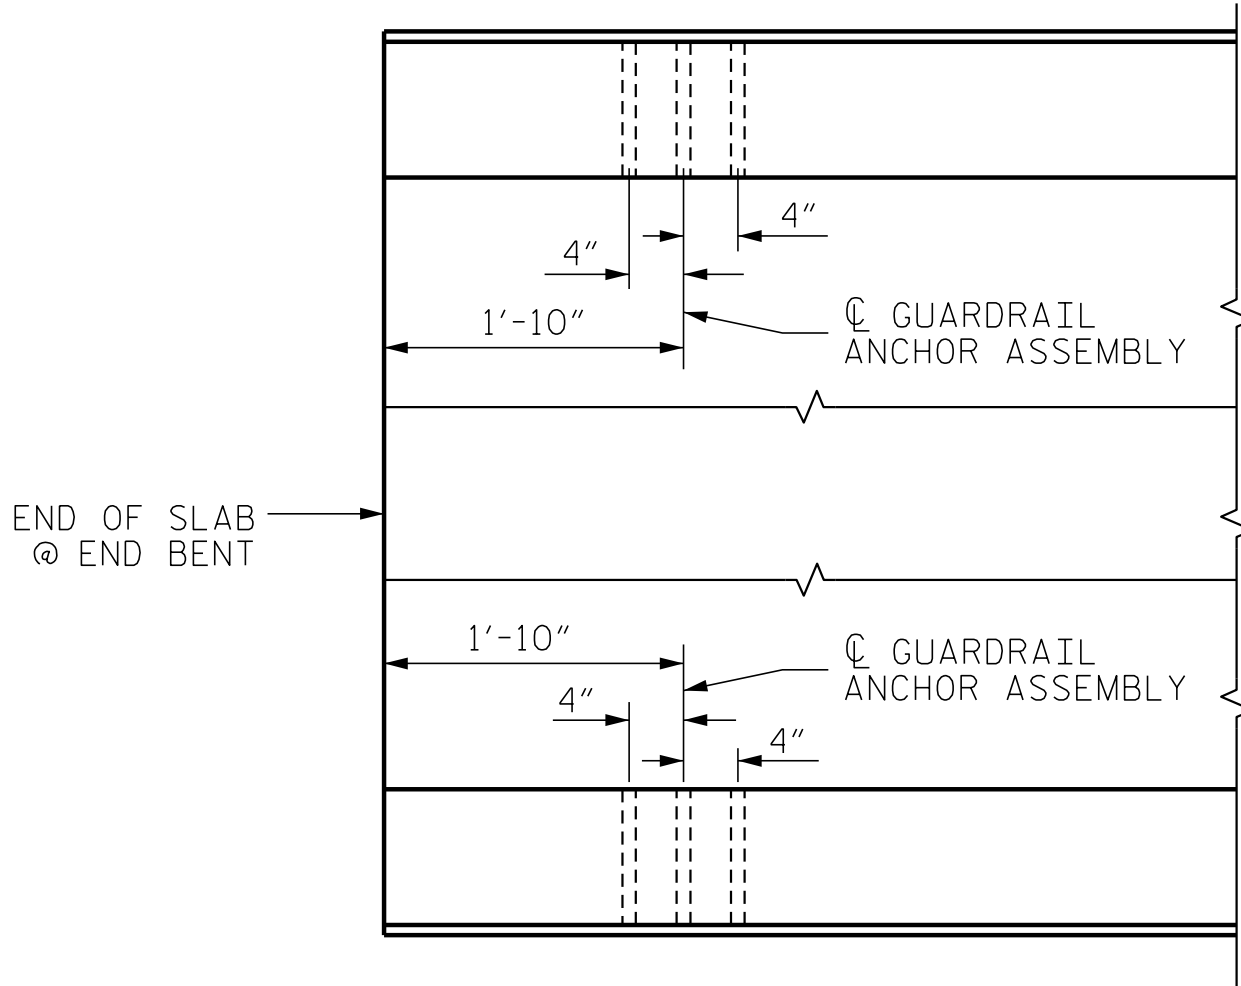 4"
4"
1'-10"
℄ GUARDRAIL
ANCHOR ASSEMBLY
END OF SLAB
@ END BENT
1'-10"
℄ GUARDRAIL
ANCHOR ASSEMBLY
4"
4"